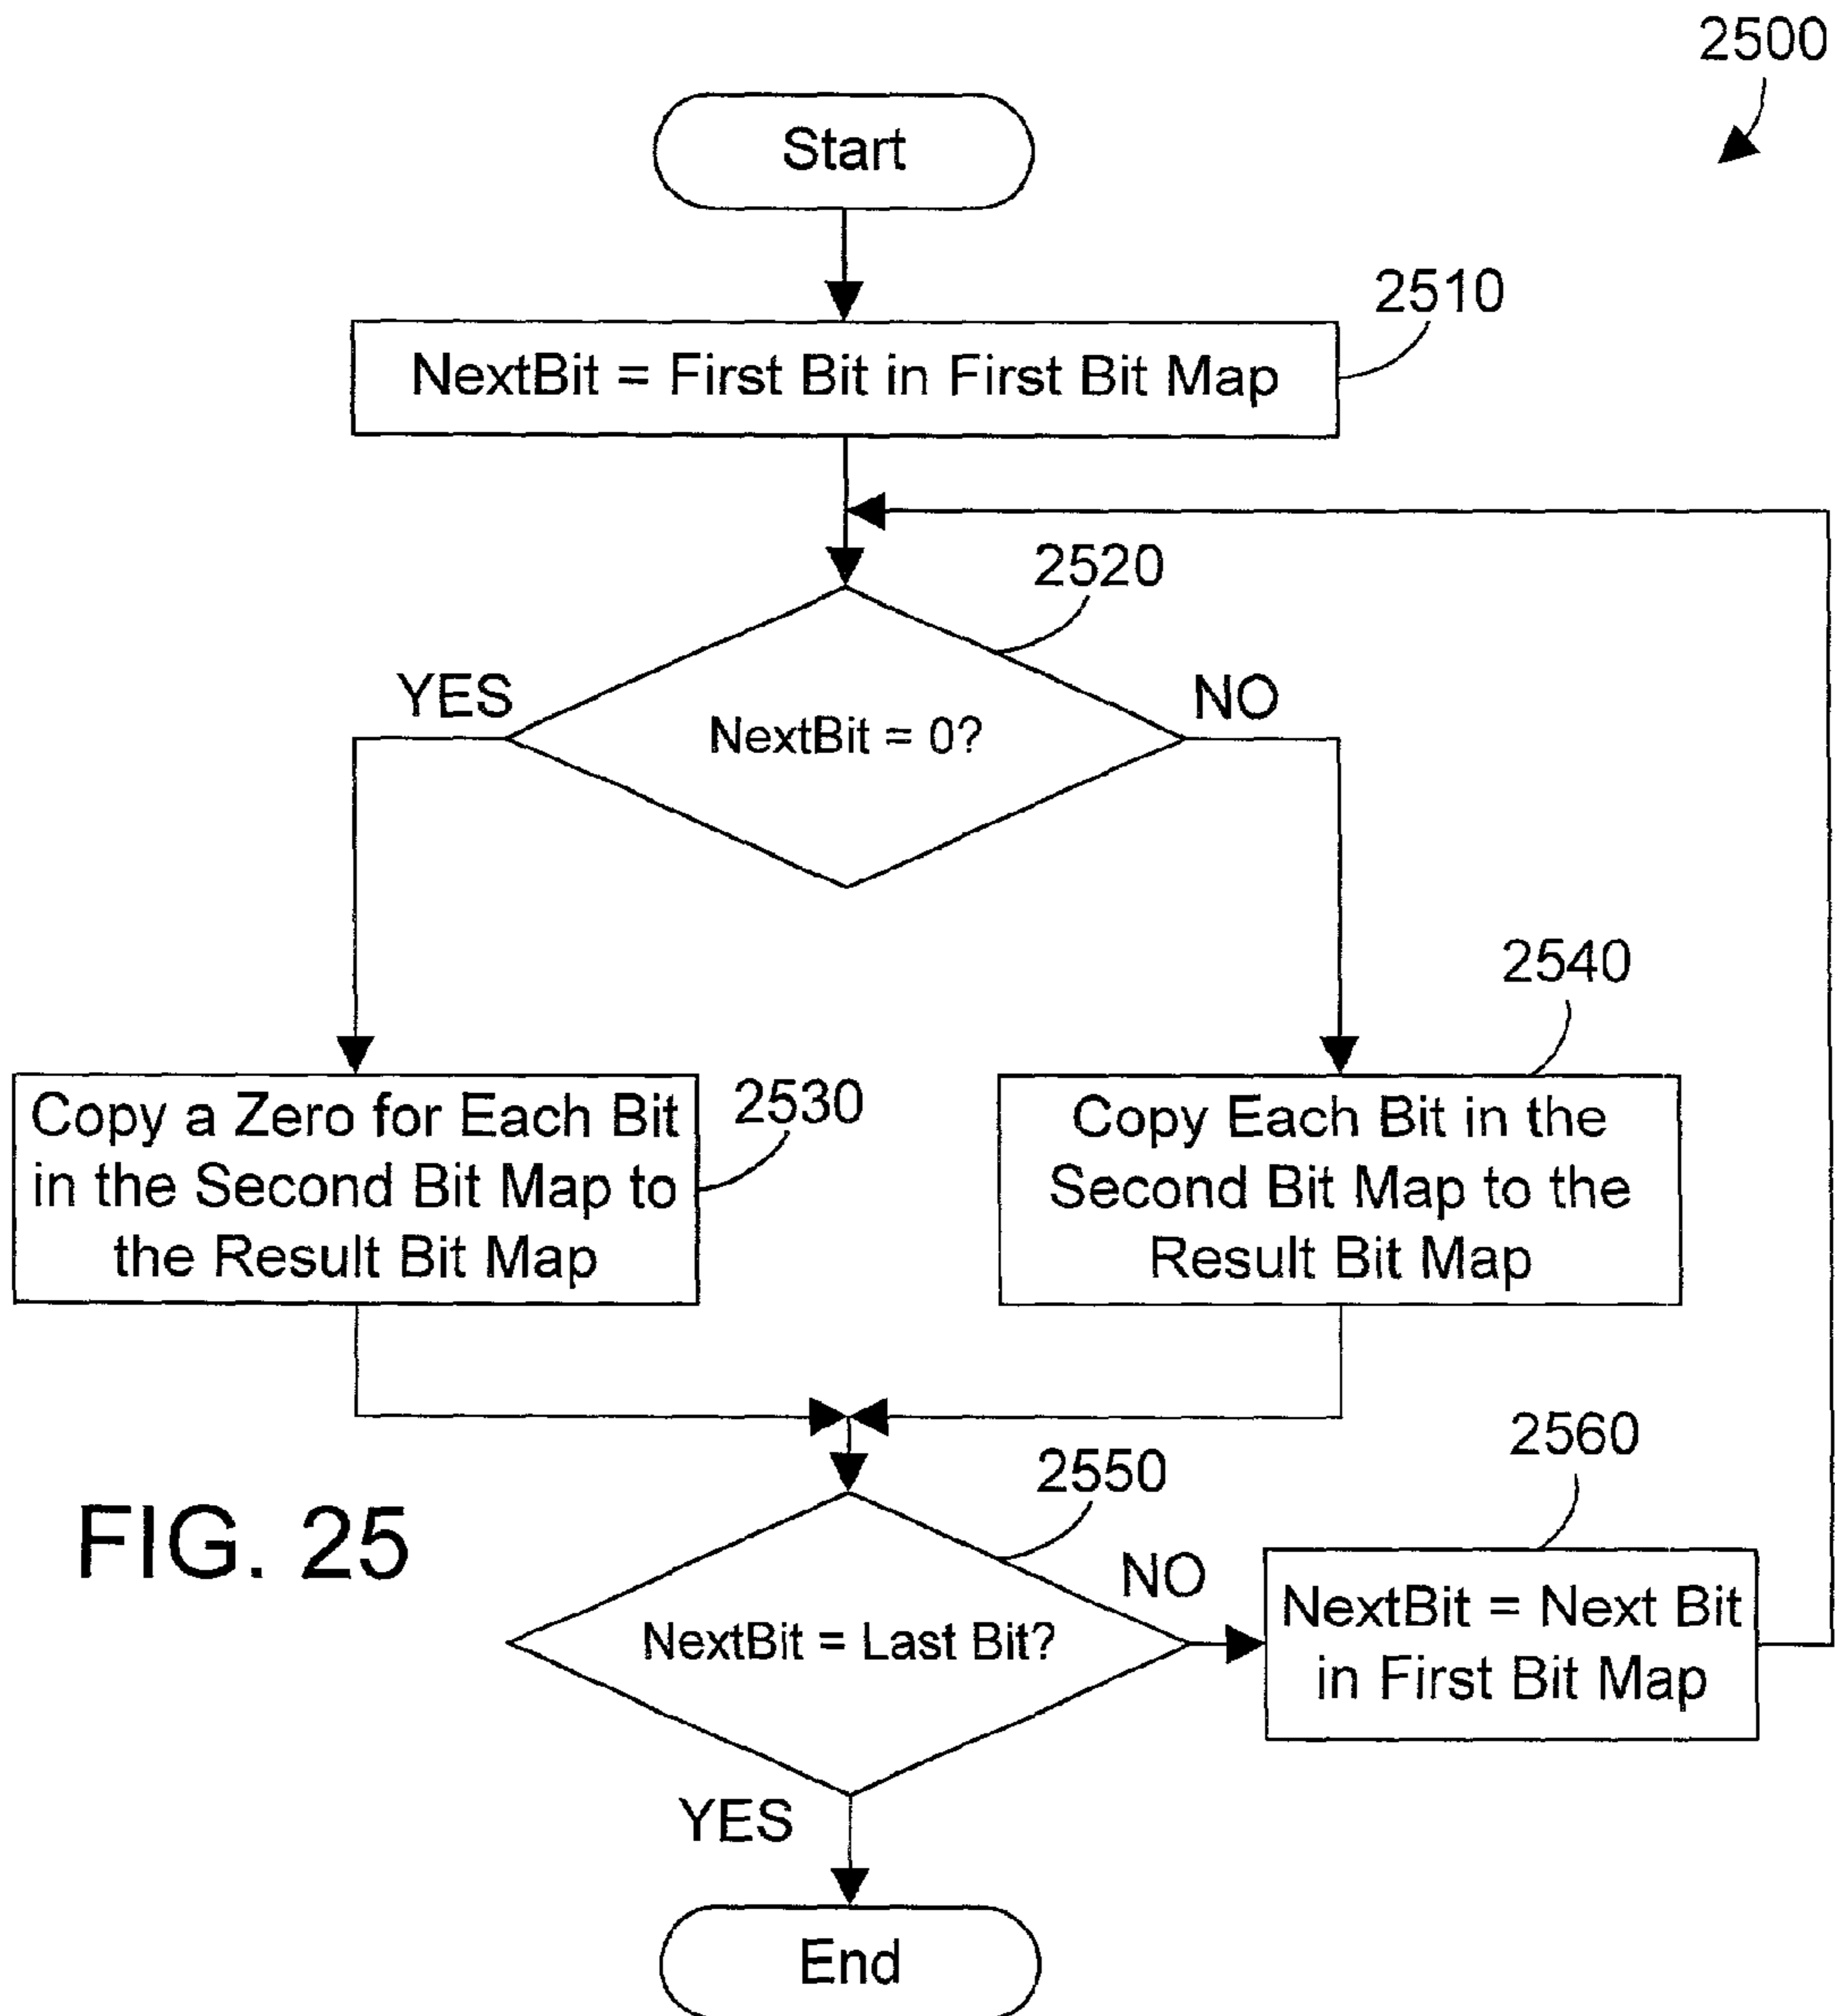 2500
Start
2510
NextBit = First Bit in First Bit Map
2520
YES
NO
NextBit = 0?
2540
Copy a Zero for Each Bit
in the Second Bit Map to
the Result Bit Map
2530
Copy Each Bit in the
Second Bit Map to the
Result Bit Map
2560
2550
FIG. 25
NO
NextBit = Last Bit?
NextBit = Next Bit
in First Bit Map
YES
End